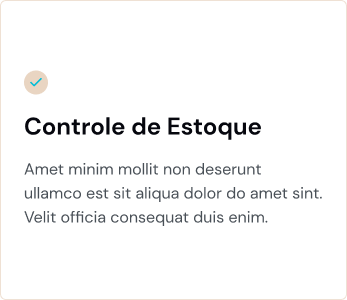 Controle de Estoque
Amet minim mollit non deserunt
ullamco est sit aliqua dolor do amet sint.
Velit officia consequat duis enim.